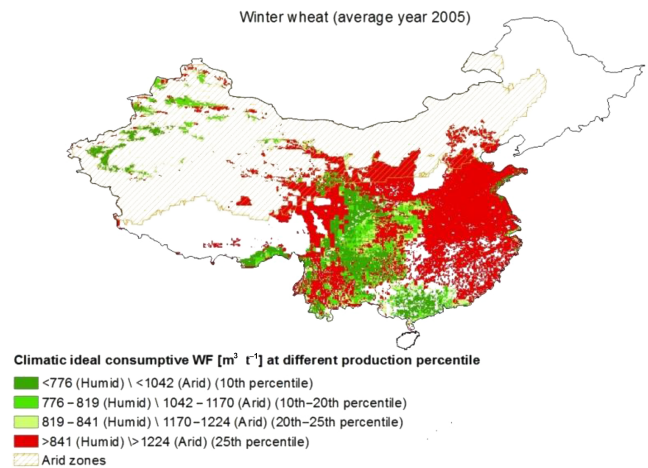 Winter wheat (average year 2005)
Climatic ideal consumptive WF [m³ t⁻¹] at different production percentile
<776 (Humid) \ <1042 (Arid) (10th percentile)
776 – 819 (Humid) \ 1042 – 1170 (Arid) (10th–20th percentile)
819 – 841 (Humid) \ 1170–1224 (Arid) (20th–25th percentile)
>841 (Humid) \ >1224 (Arid) (25th percentile)
Arid zones